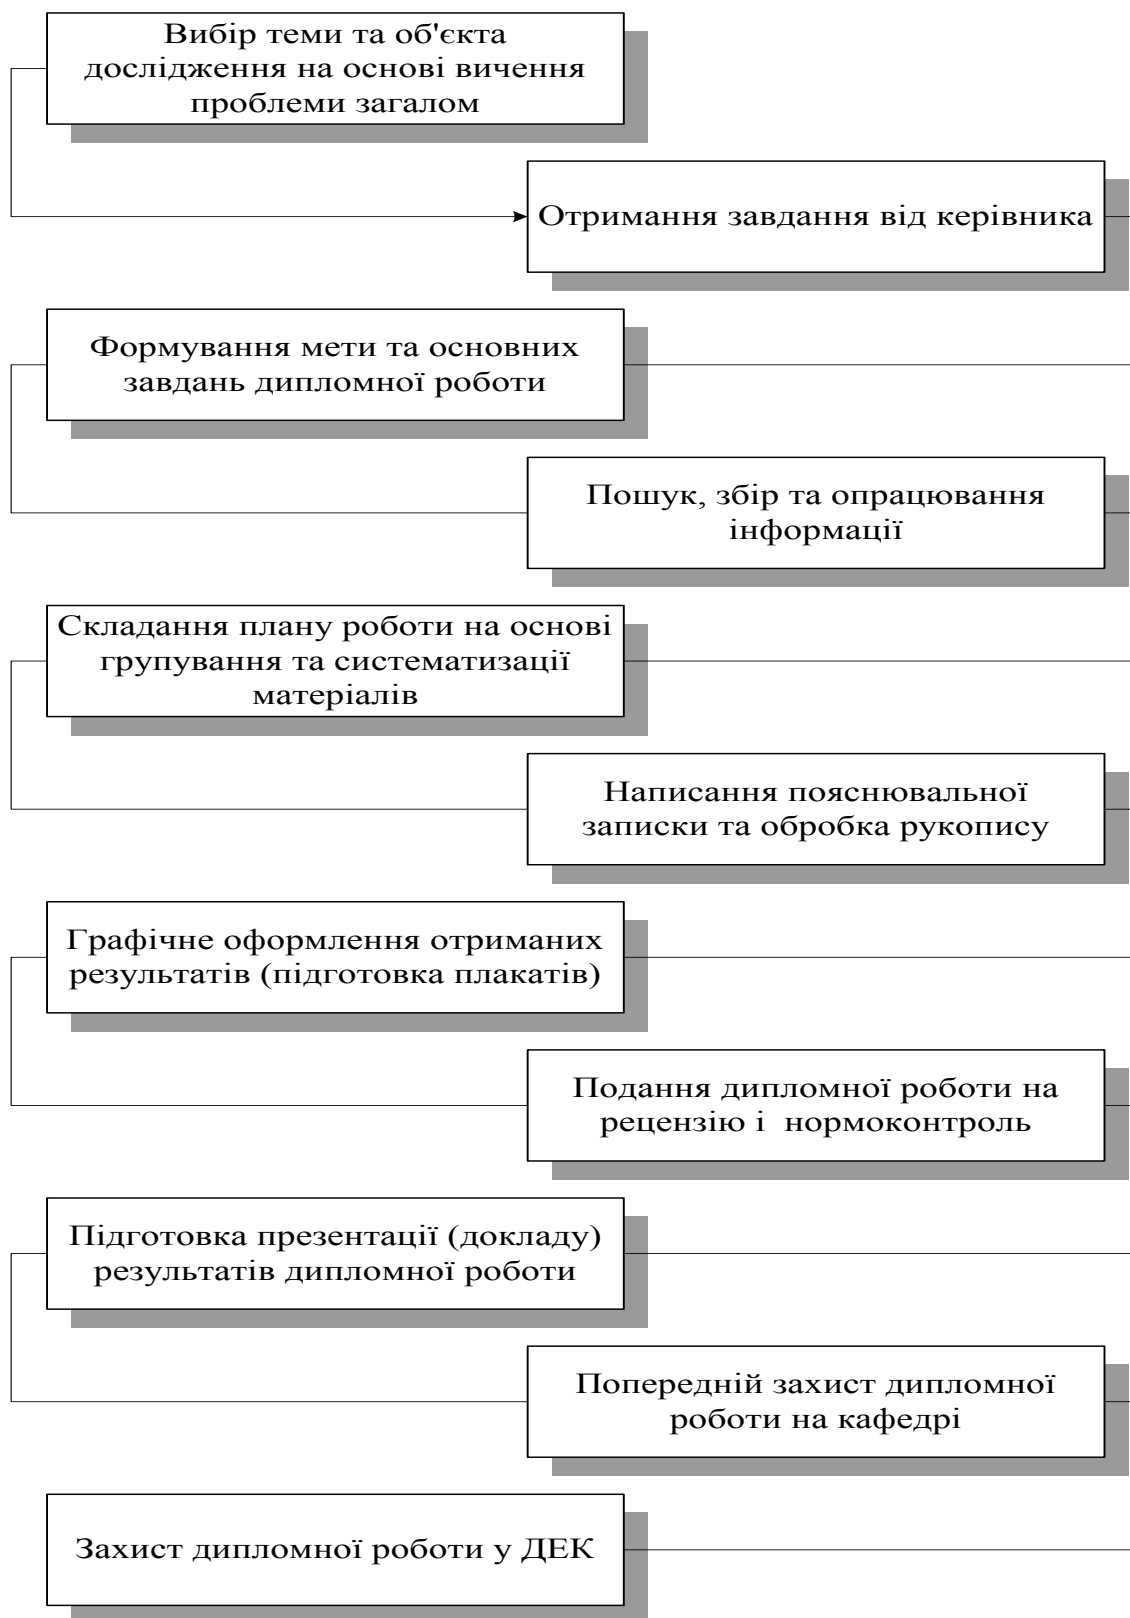 Вибір теми та об'єкта
дослідження на основі вичення
проблеми загалом
Отримання завдання від керівника
Формування мети та основних
завдань дипломної роботи
Пошук, збір та опрацювання
інформації
Складання плану роботи на основі
групування та систематизації
матеріалів
Написання пояснювальної
записки та обробка рукопису
Графічне оформлення отриманих
результатів (підготовка плакатів)
Подання дипломної роботи на
рецензію і  нормоконтроль
Підготовка презентації (докладу)
результатів дипломної роботи
Попередній захист дипломної
роботи на кафедрі
Захист дипломної роботи у ДЕК